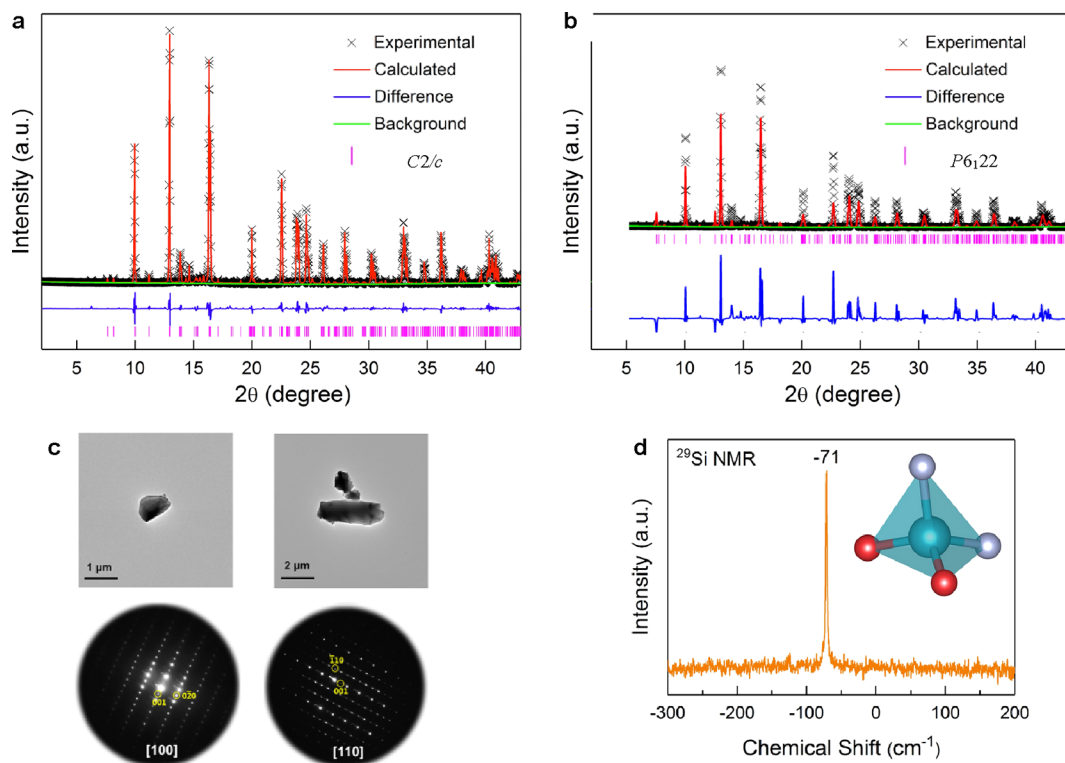 a
Experimental
Calculated
Difference
Background
C2/c
Intensity (a.u.)
5 10 15 20 25 30 35 40
2θ (degree)
b
Experimental
Calculated
Difference
Background
P6₁22
Intensity (a.u.)
5 10 15 20 25 30 35 40
2θ (degree)
c
1 μm
2 μm
001
02̅0
[100]
1̅10
001
[110]
d
²⁹Si NMR
-71
Intensity (a.u.)
-300 -200 -100 0 100 200
Chemical Shift (cm⁻¹)